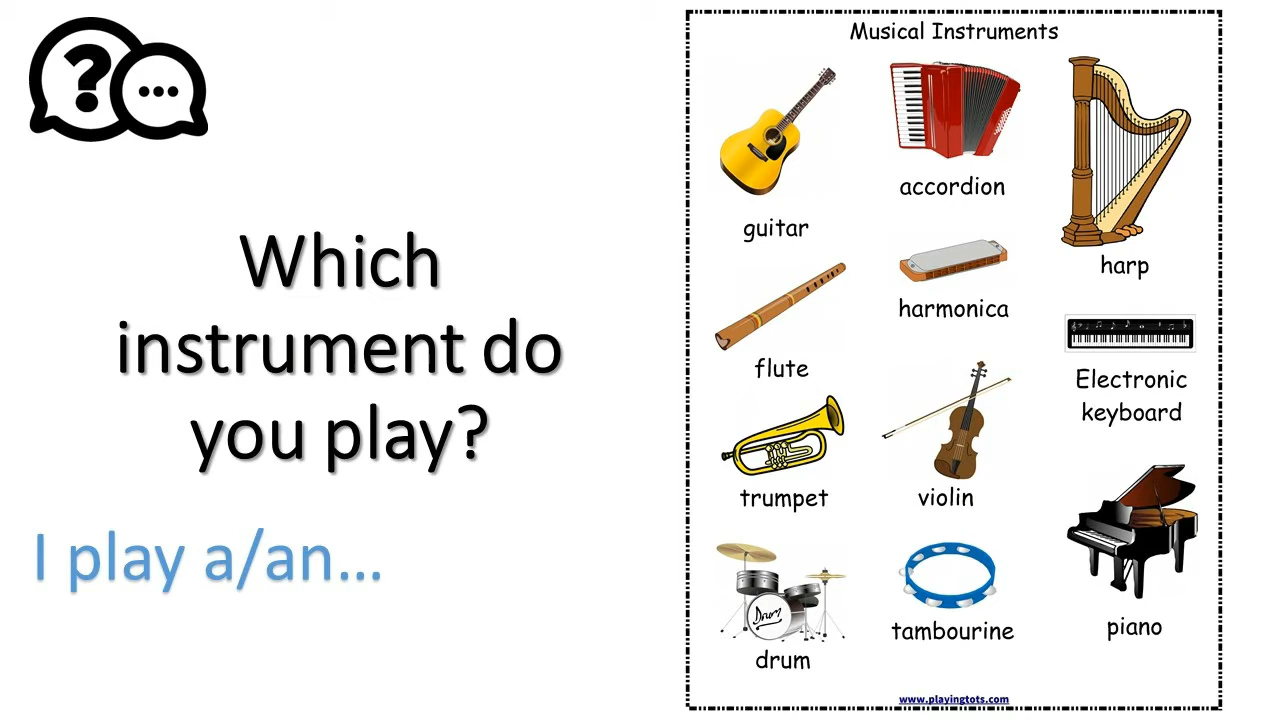 Which
instrument do
you play?
I play a/an...
Musical Instruments
guitar
accordion
harp
flute
harmonica
Electronic
keyboard
trumpet
violin
piano
drum
Drum
tambourine
www.playingtots.com